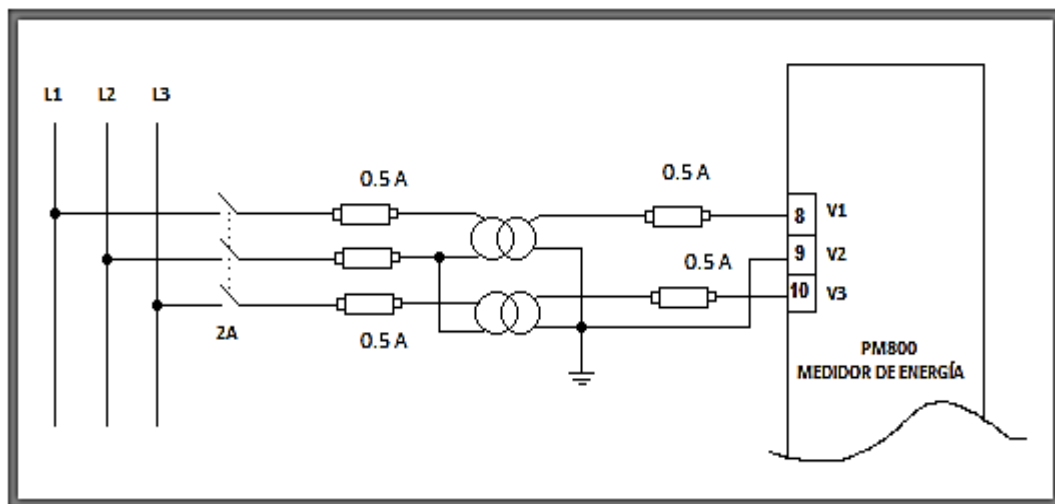 L1
L2
L3
0.5 A
0.5 A
8
V1
9
V2
0.5 A
10
V3
2A
0.5 A
PM800
MEDIDOR DE ENERGÍA